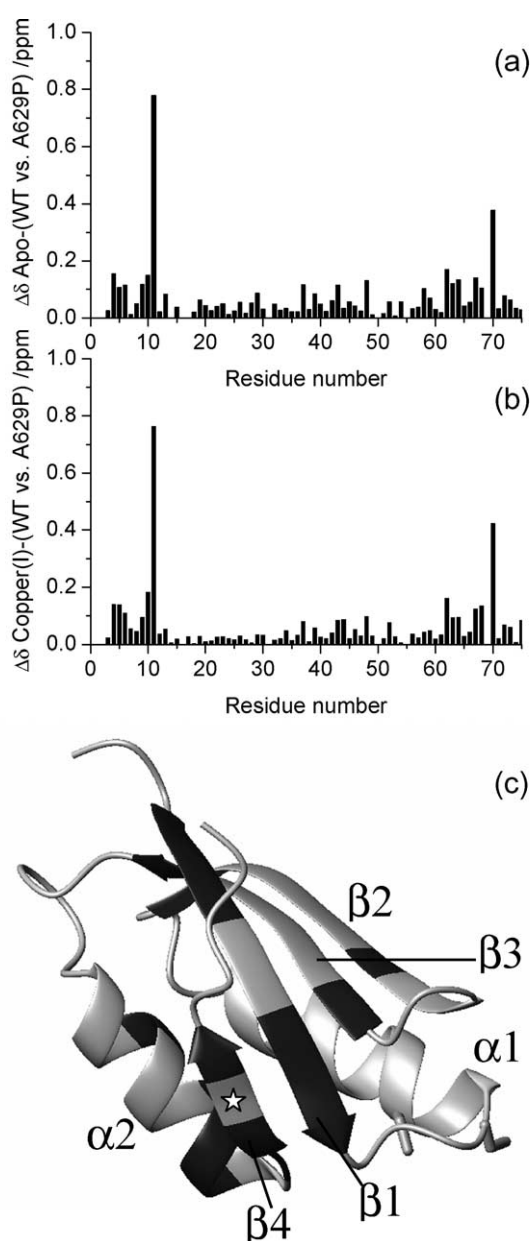 (a)
Δδ Apo-(WT vs. A629P) /ppm
1.0
0.8
0.6
0.4
0.2
0.0
0 10 20 30 40 50 60 70
Residue number
(b)
Δδ Copper(I)-(WT vs. A629P) /ppm
1.0
0.8
0.6
0.4
0.2
0.0
0 10 20 30 40 50 60 70
Residue number
(c)
β2
β3
α1
α2
β1
β4